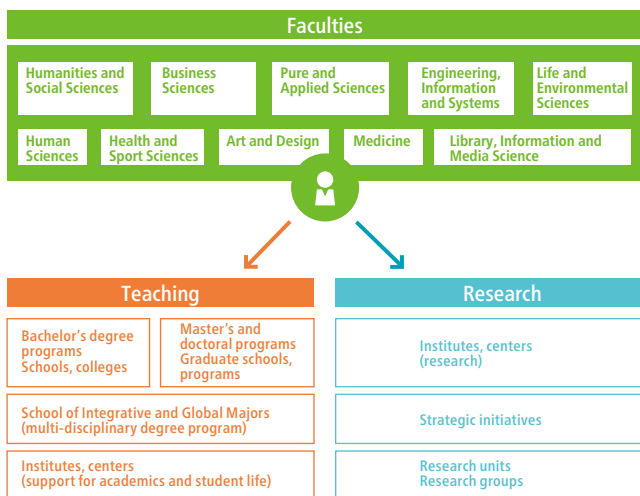 Faculties
Humanities and
Social Sciences
Business
Sciences
Pure and
Applied Sciences
Engineering,
Information
and Systems
Life and
Environmental
Sciences
Human
Sciences
Health and
Sport Sciences
Art and Design
Medicine
Library, Information and
Media Science
Teaching
Bachelor's degree
programs
Schools, colleges
Master's and
doctoral programs
Graduate schools,
programs
School of Integrative and Global Majors
(multi-disciplinary degree program)
Institutes, centers
(support for academics and student life)
Research
Institutes, centers
(research)
Strategic initiatives
Research units
Research groups